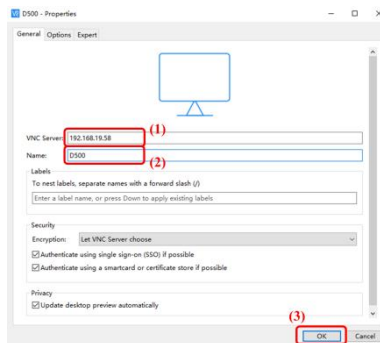 D500 - Properties
General Options Expert
VNC Server: 192.168.19.58 (1)
Name: D500 (2)
Labels
To nest labels, separate names with a forward slash (/)
Enter a label name, or press Down to apply existing labels
Security
Encryption: Let VNC Server choose
Authenticate using single sign-on (SSO) if possible
Authenticate using a smartcard or certificate store if possible
Privacy
Update desktop preview automatically
(3)
OK Cancel